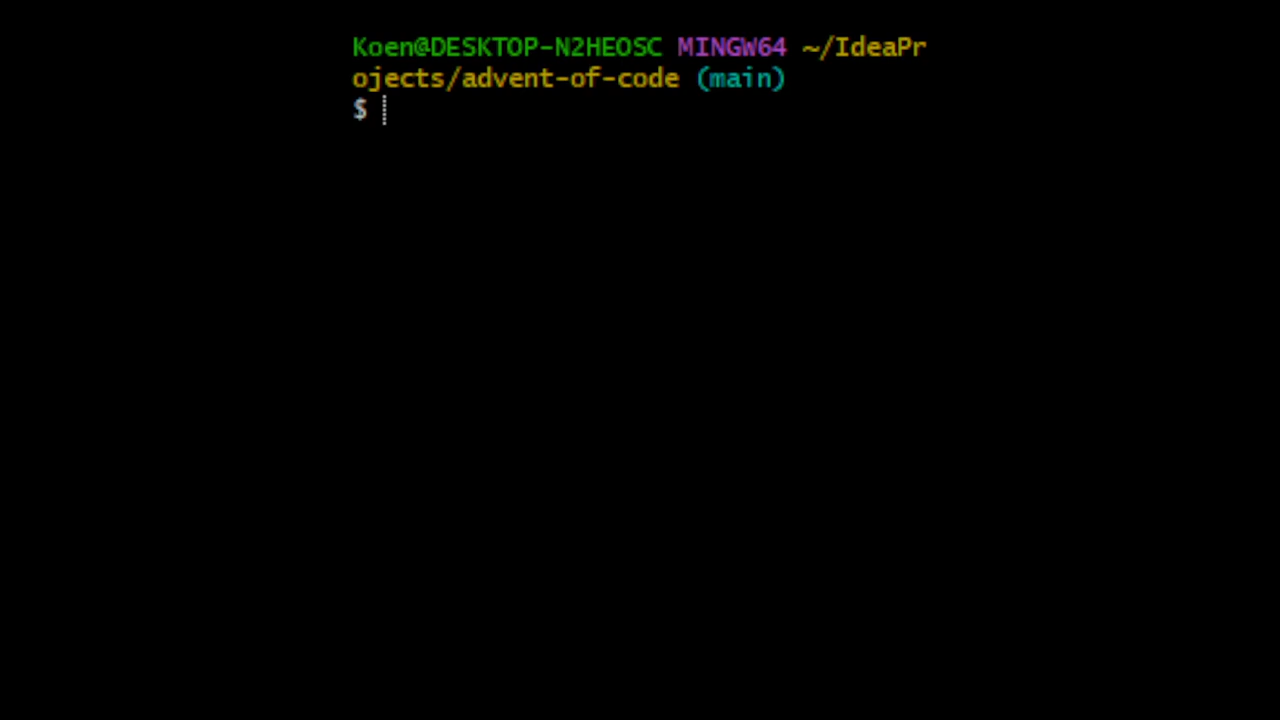 Koen@DESKTOP-N2HEOSC MINGW64 ~/IdeaPr
ojects/advent-of-code (main)
$